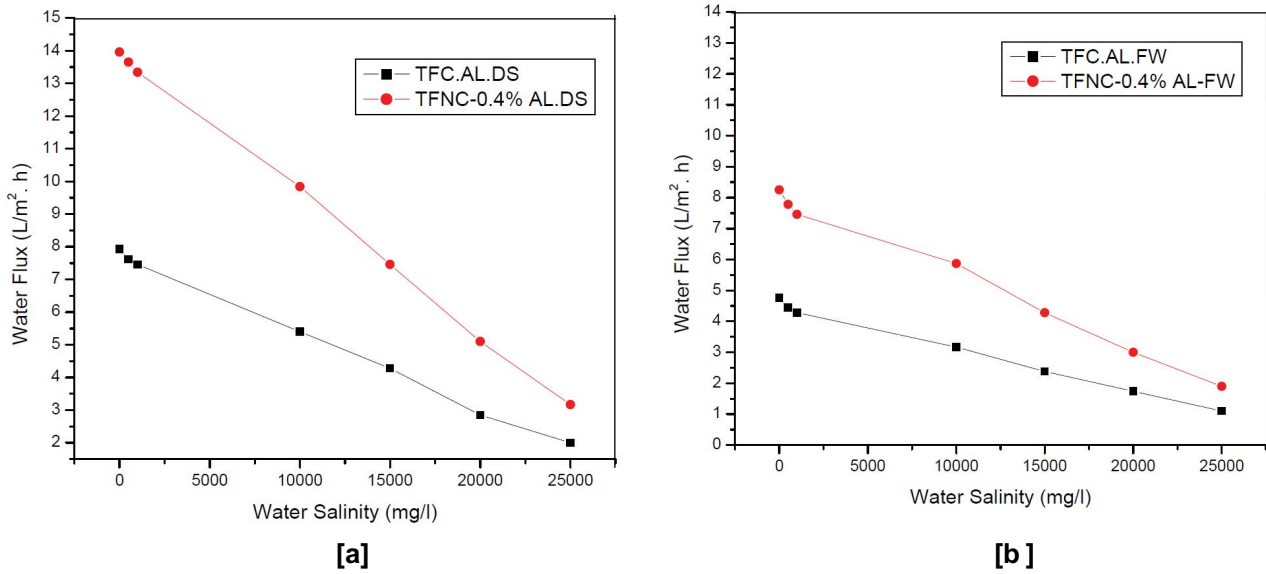 15
14
13
12
11
10
9
8
7
6
5
4
3
2
Water Flux (L/m². h)
TFC.AL.DS
TFNC-0.4% AL.DS
0 5000 10000 15000 20000 25000
Water Salinity (mg/l)
[a]
14
13
12
11
10
9
8
7
6
5
4
3
2
1
0
Water Flux (L/m². h)
TFC.AL.FW
TFNC-0.4% AL-FW
0 5000 10000 15000 20000 25000
Water Salinity (mg/l)
[b ]